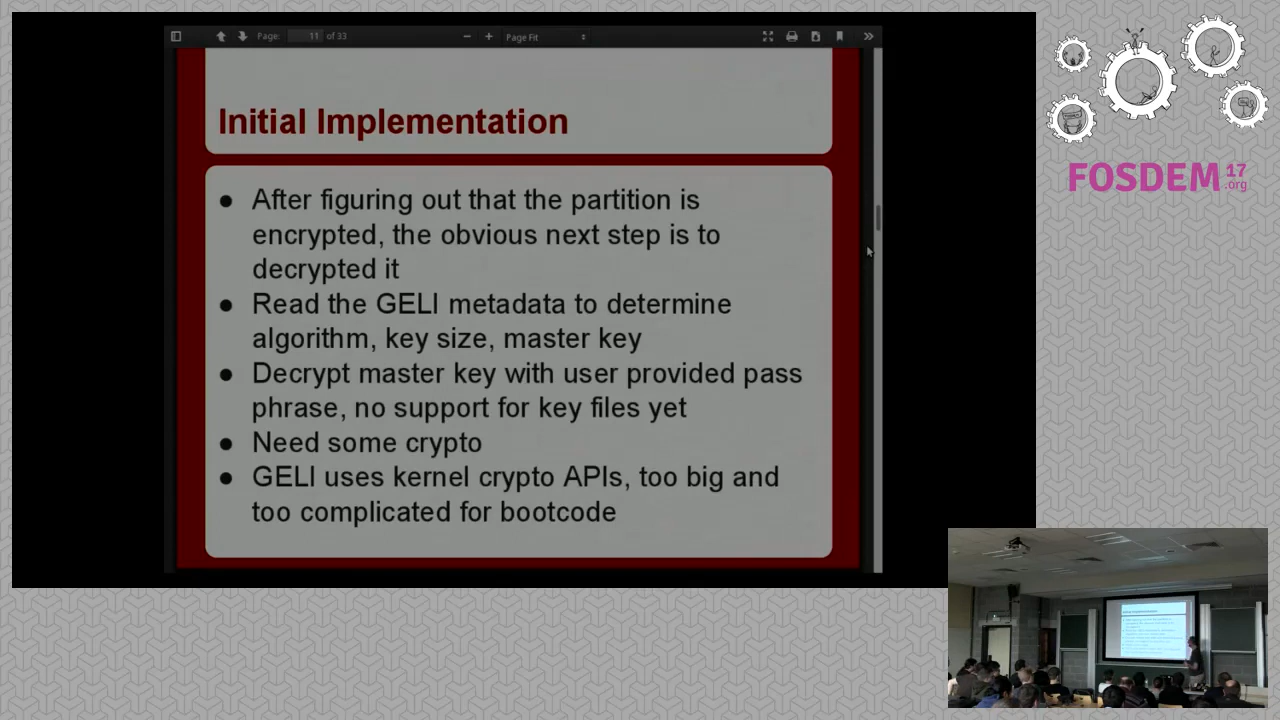 Page: 11 of 33 Page Fit
Initial Implementation
● After figuring out that the partition is
encrypted, the obvious next step is to
decrypted it
● Read the GELI metadata to determine
algorithm, key size, master key
● Decrypt master key with user provided pass
phrase, no support for key files yet
● Need some crypto
● GELI uses kernel crypto APIs, too big and
too complicated for bootcode
FOSDEM 17
.org